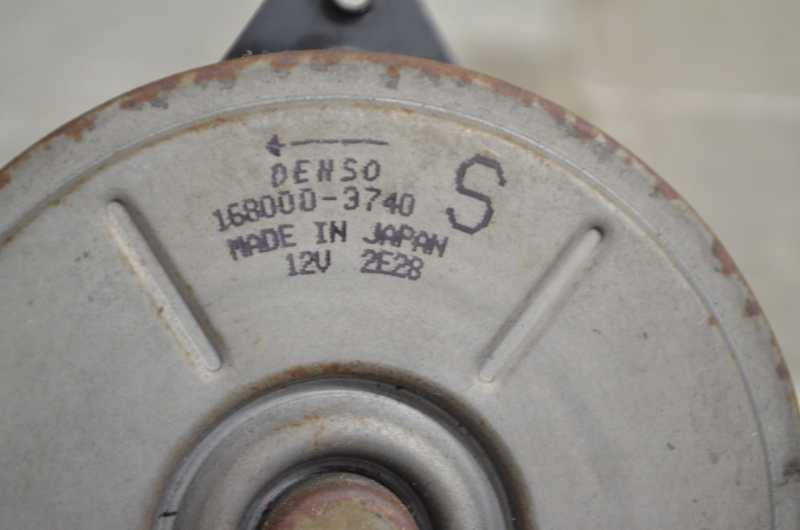 DENSO
168000-3740
MADE IN JAPAN
12V 2E28
S